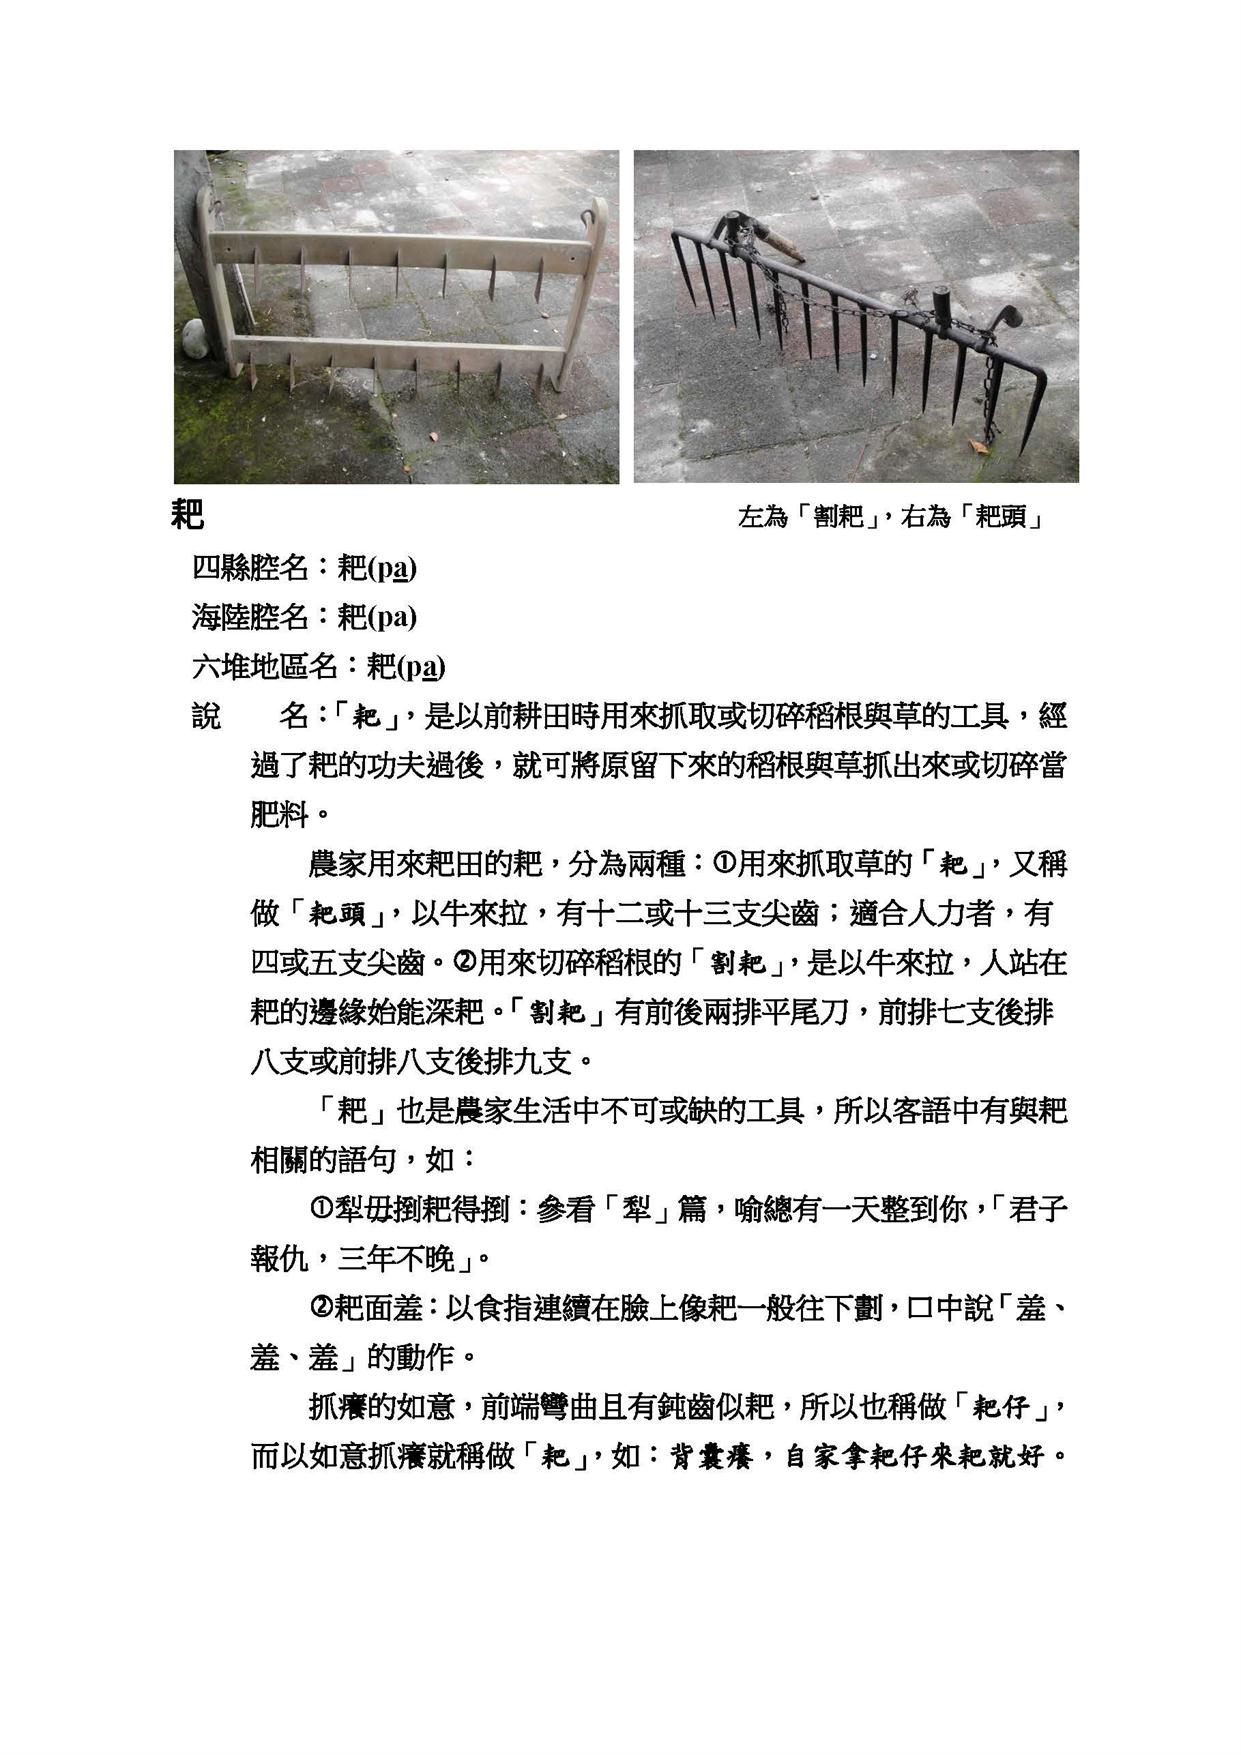 耙
左為「割耙」，右為「耙頭」
四縣腔名：耙(pa)
海陸腔名：耙(pa)
六堆地區名：耙(pa)
說　　名：「耙」，是以前耕田時用來抓取或切碎稻根與草的工具，經
過了耙的功夫過後，就可將原留下來的稻根與草抓出來或切碎當
肥料。
農家用來耙田的耙，分為兩種：①用來抓取草的「耙」，又稱
做「耙頭」，以牛來拉，有十二或十三支尖齒；適合人力者，有
四或五支尖齒。②用來切碎稻根的「割耙」，是以牛來拉，人站在
耙的邊緣始能深耙。「割耙」有前後兩排平尾刀，前排七支後排
八支或前排八支後排九支。
「耙」也是農家生活中不可或缺的工具，所以客語中有與耙
相關的語句，如：
①犁毋捯耙得捯：參看「犁」篇，喻總有一天整到你，「君子
報仇，三年不晚」。
②耙面羞：以食指連續在臉上像耙一般往下劃，口中說「羞、
羞、羞」的動作。
抓癢的如意，前端彎曲且有鈍齒似耙，所以也稱做「耙仔」，
而以如意抓癢就稱做「耙」，如：背囊癢，自家拿耙仔來耙就好。